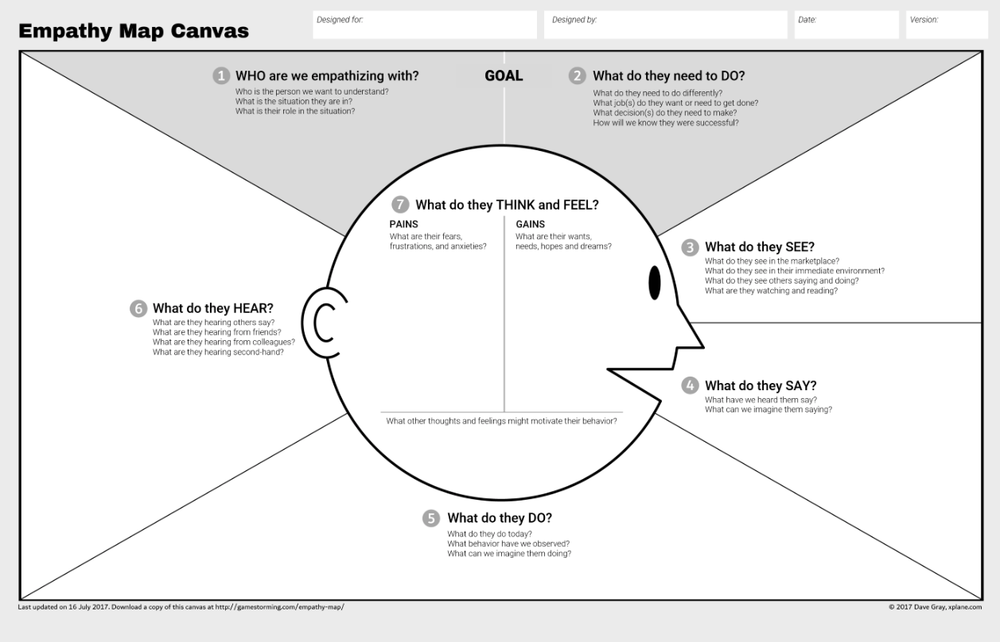 Empathy Map Canvas
Designed for:
Designed by:
Date:
Version:
1 WHO are we empathizing with?
Who is the person we want to understand?
What is the situation they are in?
What is their role in the situation?
GOAL
2 What do they need to DO?
What do they need to do differently?
What job(s) do they want or need to get done?
What decision(s) do they need to make?
How will we know they were successful?
7 What do they THINK and FEEL?
PAINS
What are their fears,
frustrations, and anxieties?
GAINS
What are their wants,
needs, hopes and dreams?
3 What do they SEE?
What do they see in the marketplace?
What do they see in their immediate environment?
What do they see others saying and doing?
What are they watching and reading?
6 What do they HEAR?
What are they hearing others say?
What are they hearing from friends?
What are they hearing from colleagues?
What are they hearing second-hand?
4 What do they SAY?
What have we heard them say?
What can we imagine them saying?
What other thoughts and feelings might motivate their behavior?
5 What do they DO?
What do they do today?
What behavior have we observed?
What can we imagine them doing?
Last updated on 16 July 2017. Download a copy of this canvas at http://gamestorming.com/empathy-map/
© 2017 Dave Gray, xplane.com